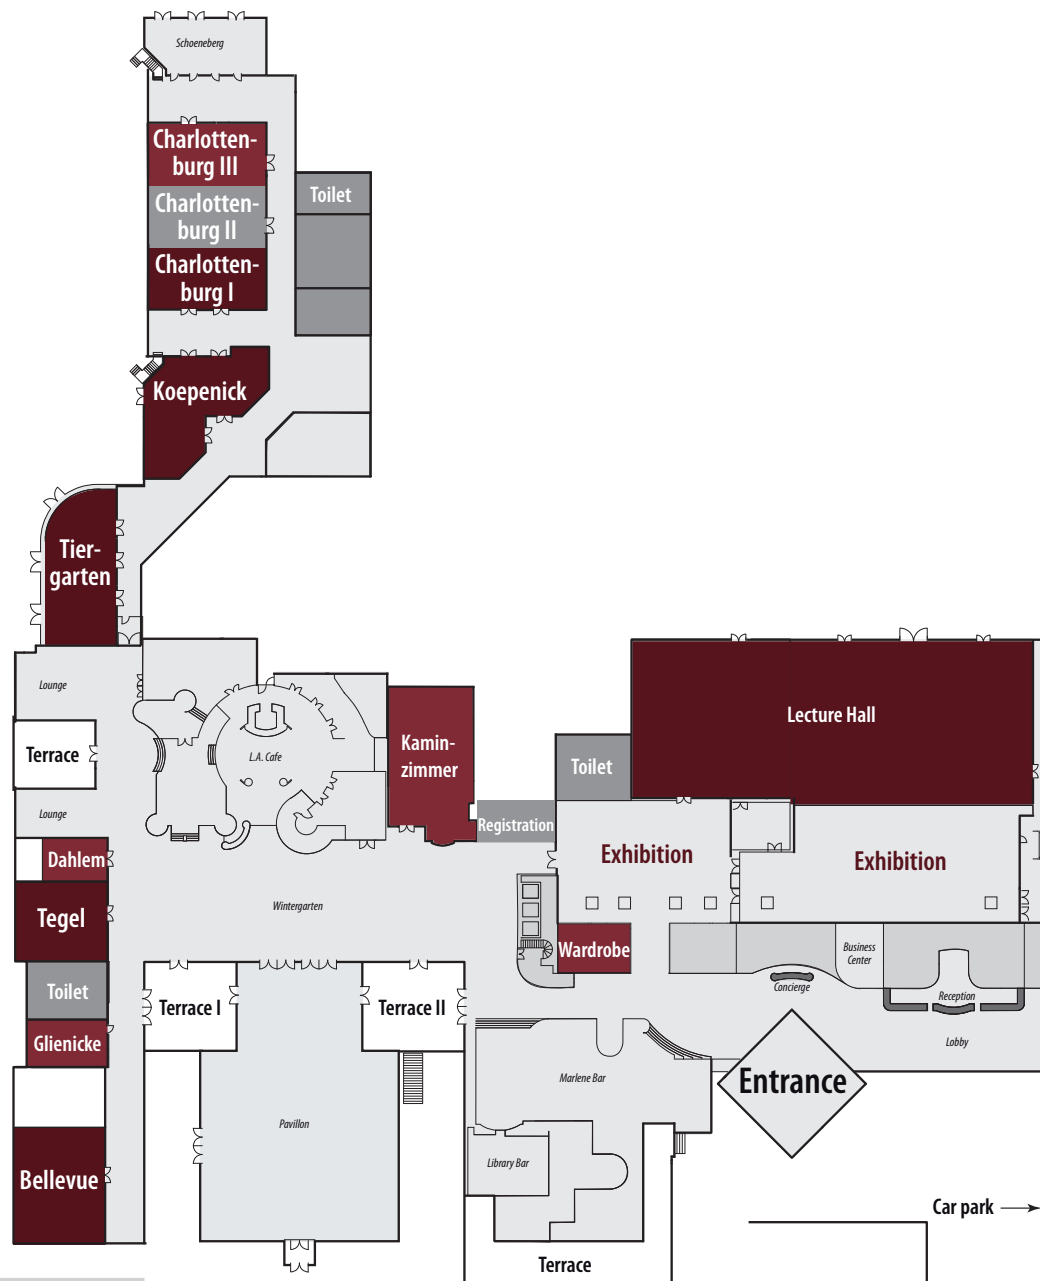 Schoeneberg
Charlotten-
burg III
Toilet
Charlotten-
burg II
Charlotten-
burg I
Koepenick
Tier-
garten
Lounge
Lecture Hall
Terrace
L.A. Cafe
Kamin-
zimmer
Toilet
Lounge
Registration
Dahlem
Exhibition
Exhibition
Tegel
Wintergarten
Wardrobe
Business
Center
Toilet
Concierge
Reception
Terrace I
Terrace II
Glienicke
Lobby
Marlene Bar
Entrance
Pavillon
Library Bar
Bellevue
Car park
Terrace